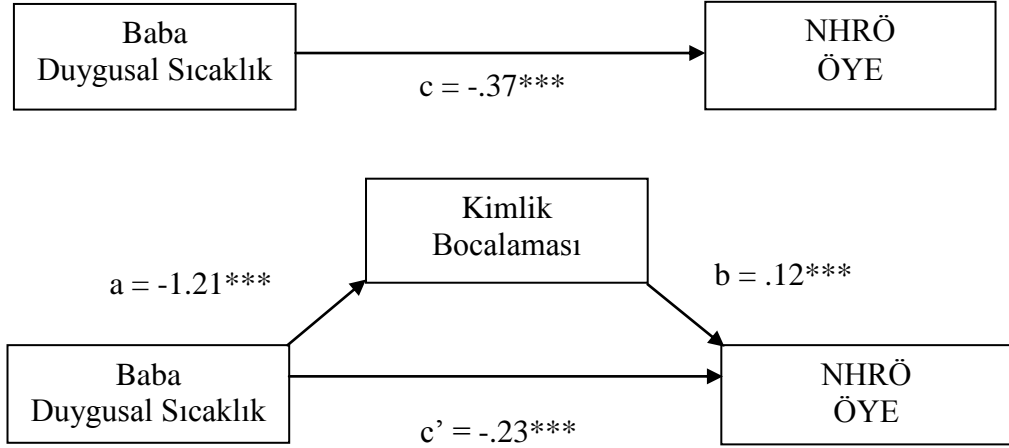 Baba
Duygusal Sıcaklık
NHRÖ
ÖYE
c = -.37***
Kimlik
Bocalaması
a = -1.21***
b = .12***
Baba
Duygusal Sıcaklık
NHRÖ
ÖYE
c’ = -.23***